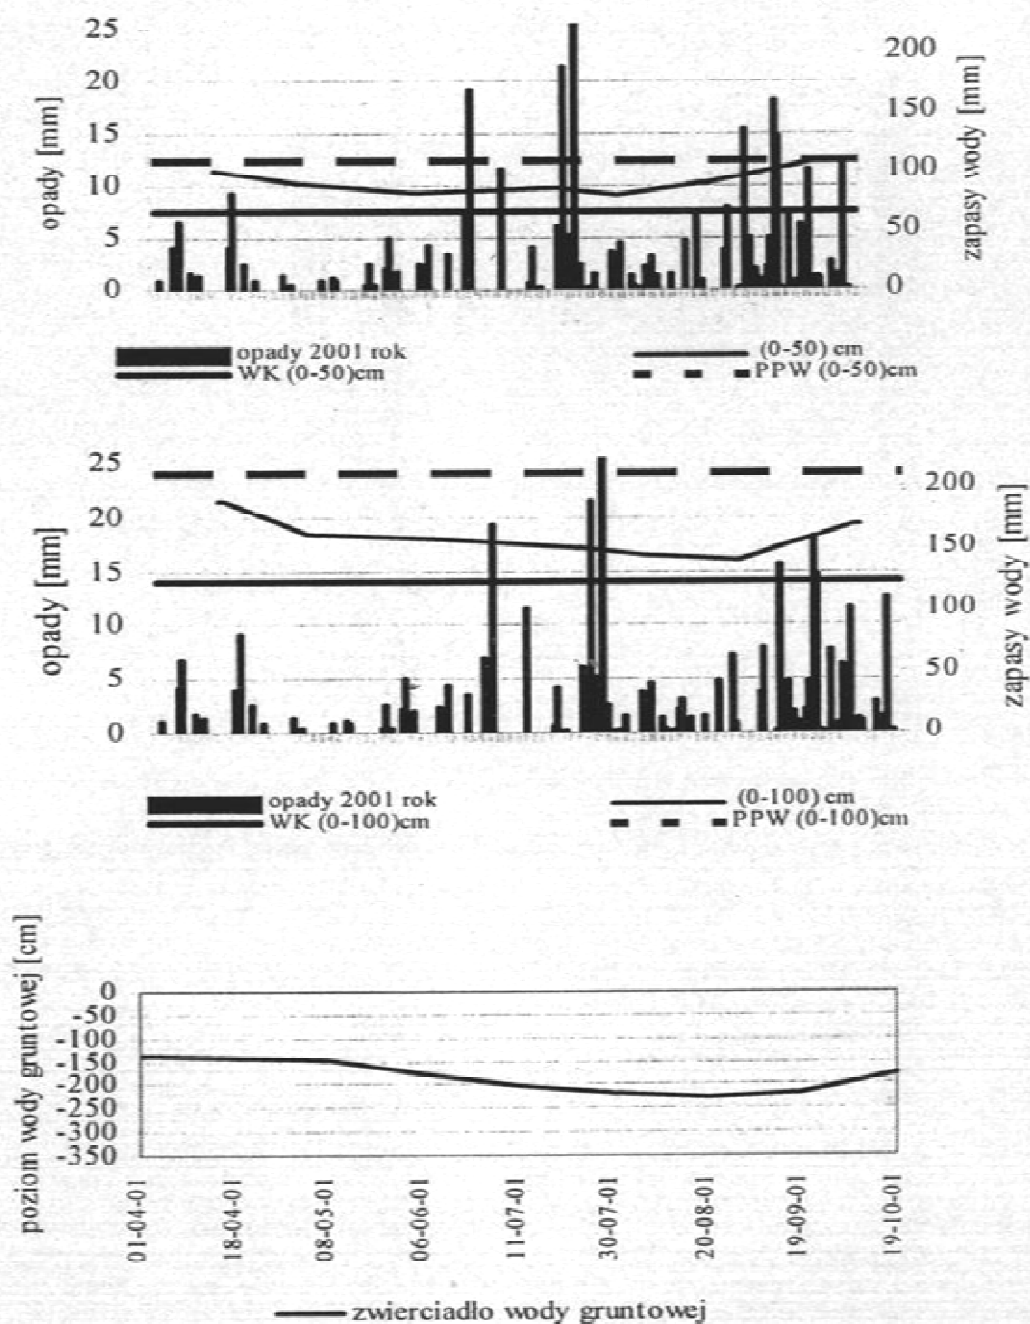 opady [mm]
25
20
15
10
5
0
200
150
100
50
0
zapasy wody [mm]
opady 2001 rok
(0-50) cm
WK (0-50)cm
PPW (0-50)cm
opady [mm]
25
20
15
10
5
0
200
150
100
50
0
zapasy wody [mm]
opady 2001 rok
(0-100) cm
WK (0-100)cm
PPW (0-100)cm
poziom wody gruntowej [cm]
0
-50
-100
-150
-200
-250
-300
-350
01-04-01
18-04-01
08-05-01
06-06-01
11-07-01
30-07-01
20-08-01
19-09-01
19-10-01
zwierciadło wody gruntowej